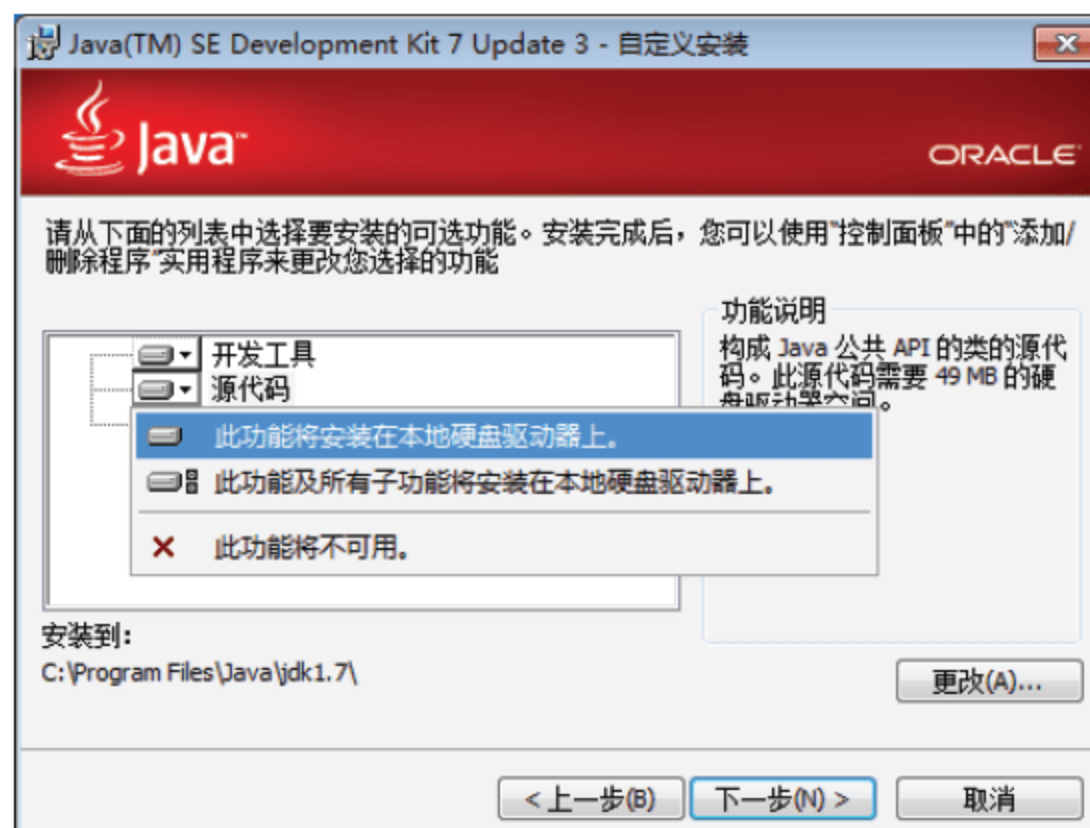 Java(TM) SE Development Kit 7 Update 3 - 自定义安装
Java™
ORACLE
请从下面的列表中选择要安装的可选功能。安装完成后，您可以使用"控制面板"中的"添加/
删除程序"实用程序来更改您选择的功能
开发工具
源代码
此功能将安装在本地硬盘驱动器上。
此功能及所有子功能将安装在本地硬盘驱动器上。
此功能将不可用。
功能说明
构成 Java 公共 API 的类的源代
码。此源代码需要 49 MB 的硬
盘驱动器空间。
安装到：
C:\Program Files\Java\jdk1.7\
更改(A)...
< 上一步(B)
下一步(N) >
取消